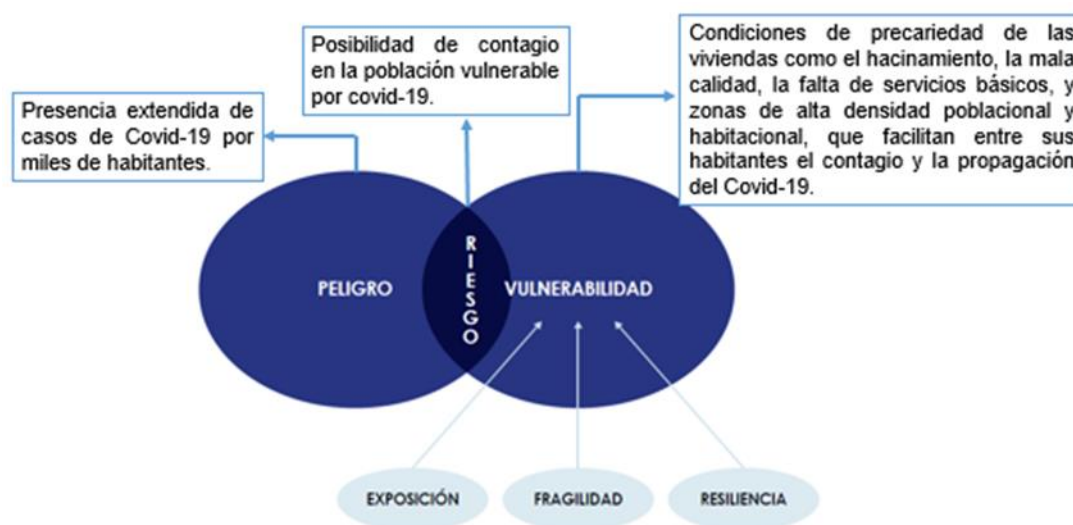 Presencia extendida de
casos de Covid-19 por
miles de habitantes.
Posibilidad de contagio
en la población vulnerable
por covid-19.
Condiciones de precariedad de las
viviendas como el hacinamiento, la mala
calidad, la falta de servicios básicos, y
zonas de alta densidad poblacional y
habitacional, que facilitan entre sus
habitantes el contagio y la propagación
del Covid-19.
PELIGRO
RIESGO
VULNERABILIDAD
EXPOSICIÓN
FRAGILIDAD
RESILIENCIA